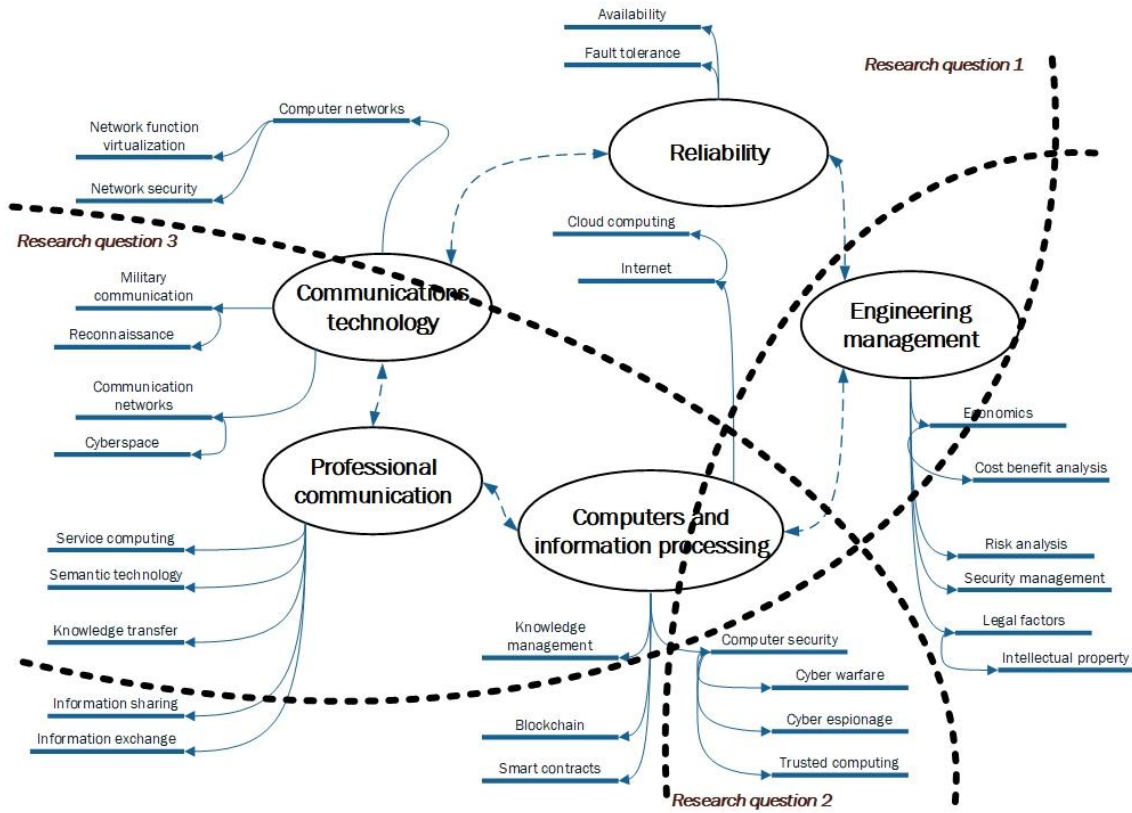 Availability
Fault tolerance
Research question 1
Computer networks
Network function
virtualization
Network security
Reliability
Research question 3
Cloud computing
Internet
Military
communication
Reconnaissance
Communications
technology
Engineering
management
Communication
networks
Cyberspace
Professional
communication
Economics
Cost benefit analysis
Computers and
information processing
Service computing
Semantic technology
Knowledge transfer
Information sharing
Information exchange
Risk analysis
Security management
Legal factors
Intellectual property
Knowledge
management
Computer security
Cyber warfare
Blockchain
Cyber espionage
Smart contracts
Trusted computing
Research question 2